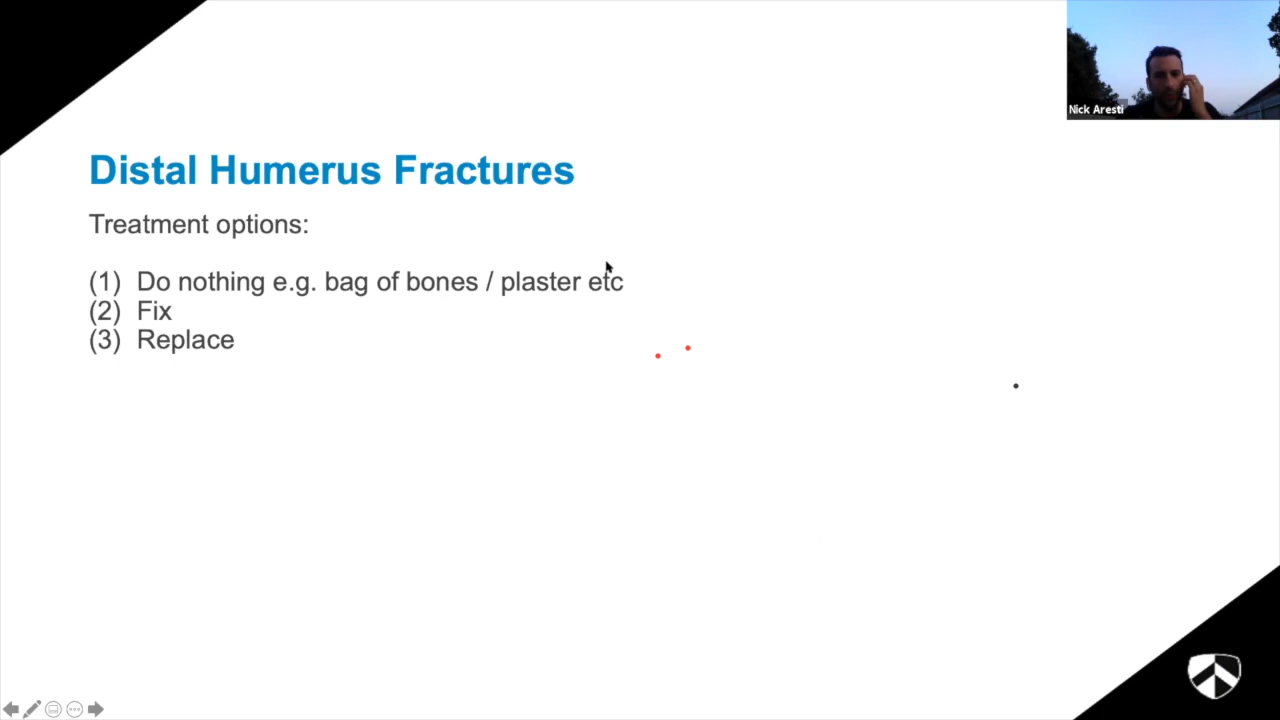 Nick Aresti
Distal Humerus Fractures
Treatment options:
(1) Do nothing e.g. bag of bones / plaster etc
(2) Fix
(3) Replace